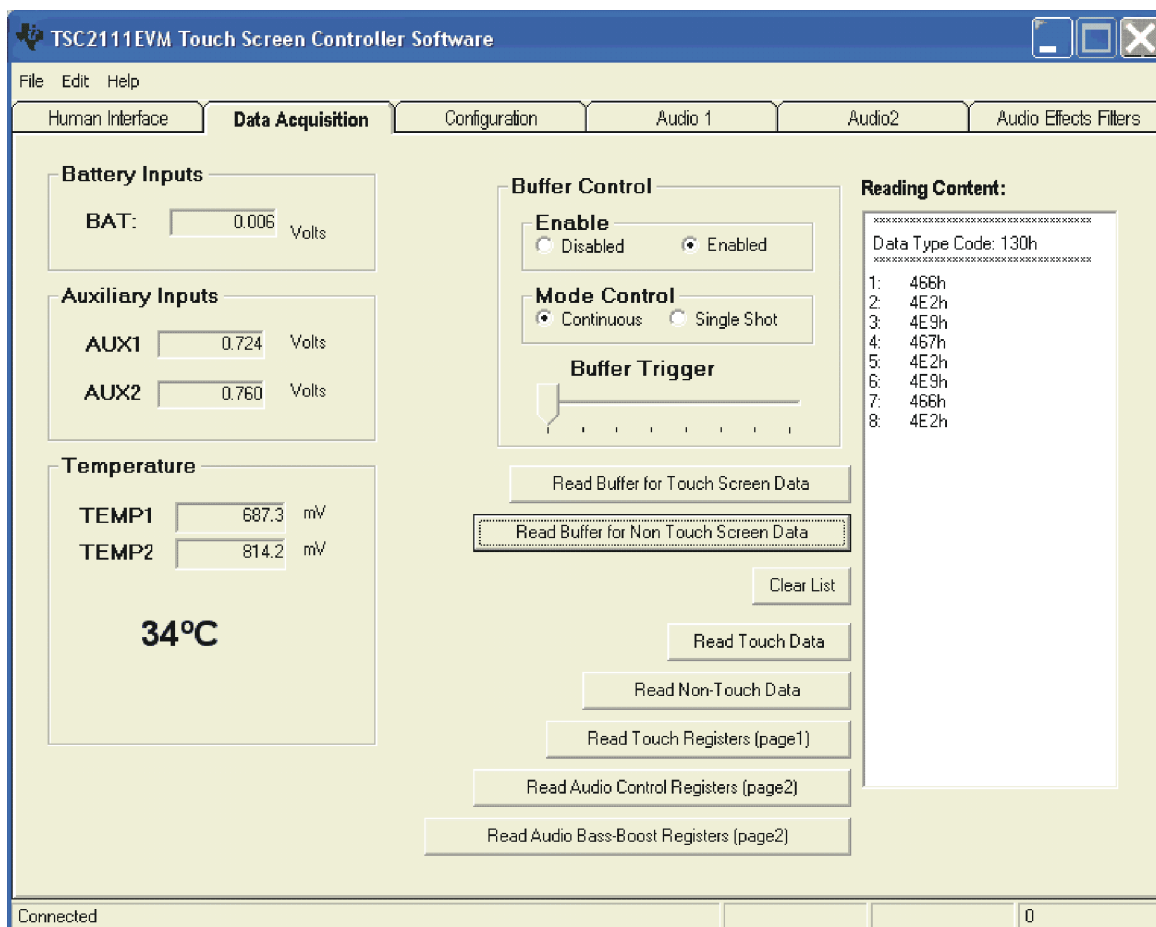 TSC2111EVM Touch Screen Controller Software
File Edit Help
Human Interface Data Acquisition Configuration Audio 1 Audio2 Audio Effects Filters
Battery Inputs
BAT: 0.006 Volts
Auxiliary Inputs
AUX1 0.724 Volts
AUX2 0.760 Volts
Temperature
TEMP1 687.3 mV
TEMP2 814.2 mV
34ºC
Buffer Control
Enable
Disabled Enabled
Mode Control
Continuous Single Shot
Buffer Trigger
Read Buffer for Touch Screen Data
Read Buffer for Non Touch Screen Data
Clear List
Read Touch Data
Read Non-Touch Data
Read Touch Registers (page1)
Read Audio Control Registers (page2)
Read Audio Bass-Boost Registers (page2)
Reading Content:
Data Type Code: 130h
1: 466h
2: 4E2h
3: 4E9h
4: 467h
5: 4E2h
6: 4E9h
7: 466h
8: 4E2h
Connected 0